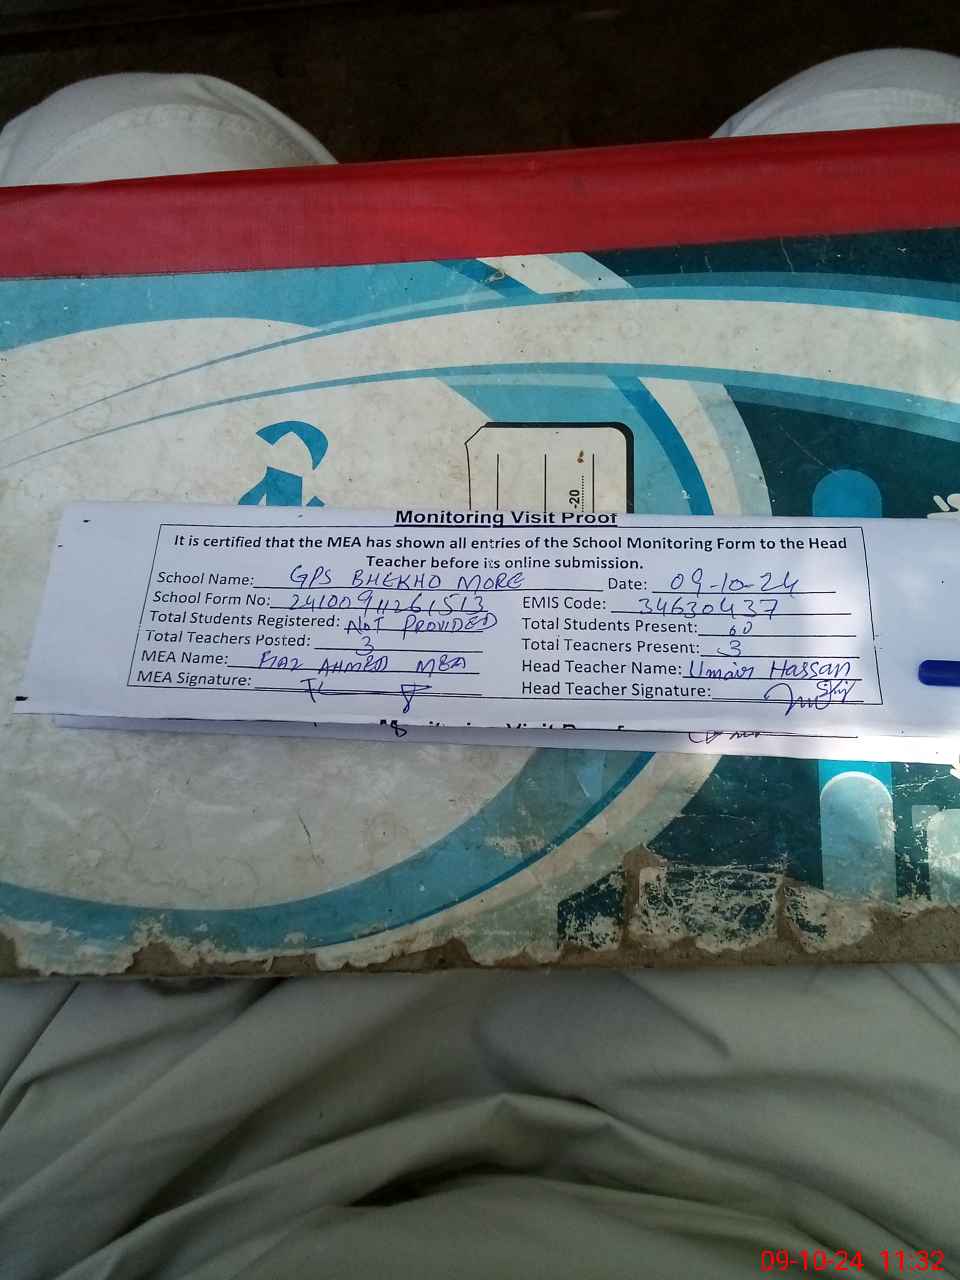 -20
Monitoring Visit Proof
It is certified that the MEA has shown all entries of the School Monitoring Form to the Head
Teacher before its online submission.
School Name: GPS BHEKHO MORE Date: 09-10-24
School Form No: 24100911261513 EMIS Code: 34630437
Total Students Registered: NOT PROVIDED Total Students Present: 60
Total Teachers Posted: 3 Total Teachers Present: 3
MEA Name: FIAZ AHMED MEA Head Teacher Name: Umair Hassan
MEA Signature: Head Teacher Signature:
Monitoring Visit Proof
09-10-24 11:32